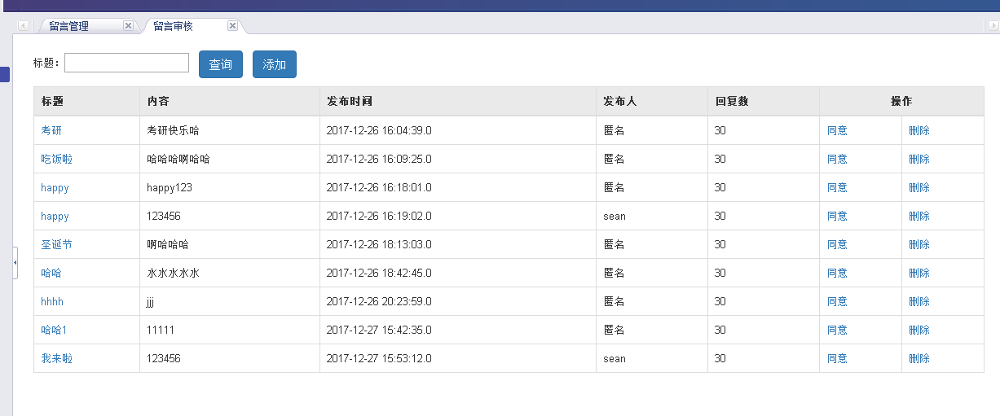 留言管理 留言审核
标题： 查询 添加
标题 内容 发布时间 发布人 回复数 操作
考研 考研快乐哈 2017-12-26 16:04:39.0 匿名 30 同意 删除
吃饭啦 哈哈哈啊哈哈 2017-12-26 16:09:25.0 匿名 30 同意 删除
happy happy123 2017-12-26 16:18:01.0 匿名 30 同意 删除
happy 123456 2017-12-26 16:19:02.0 sean 30 同意 删除
圣诞节 啊哈哈哈 2017-12-26 18:13:03.0 匿名 30 同意 删除
哈哈 水水水水水 2017-12-26 18:42:45.0 匿名 30 同意 删除
hhhh jjj 2017-12-26 20:23:59.0 匿名 30 同意 删除
哈哈1 11111 2017-12-27 15:42:35.0 匿名 30 同意 删除
我来啦 123456 2017-12-27 15:53:12.0 sean 30 同意 删除